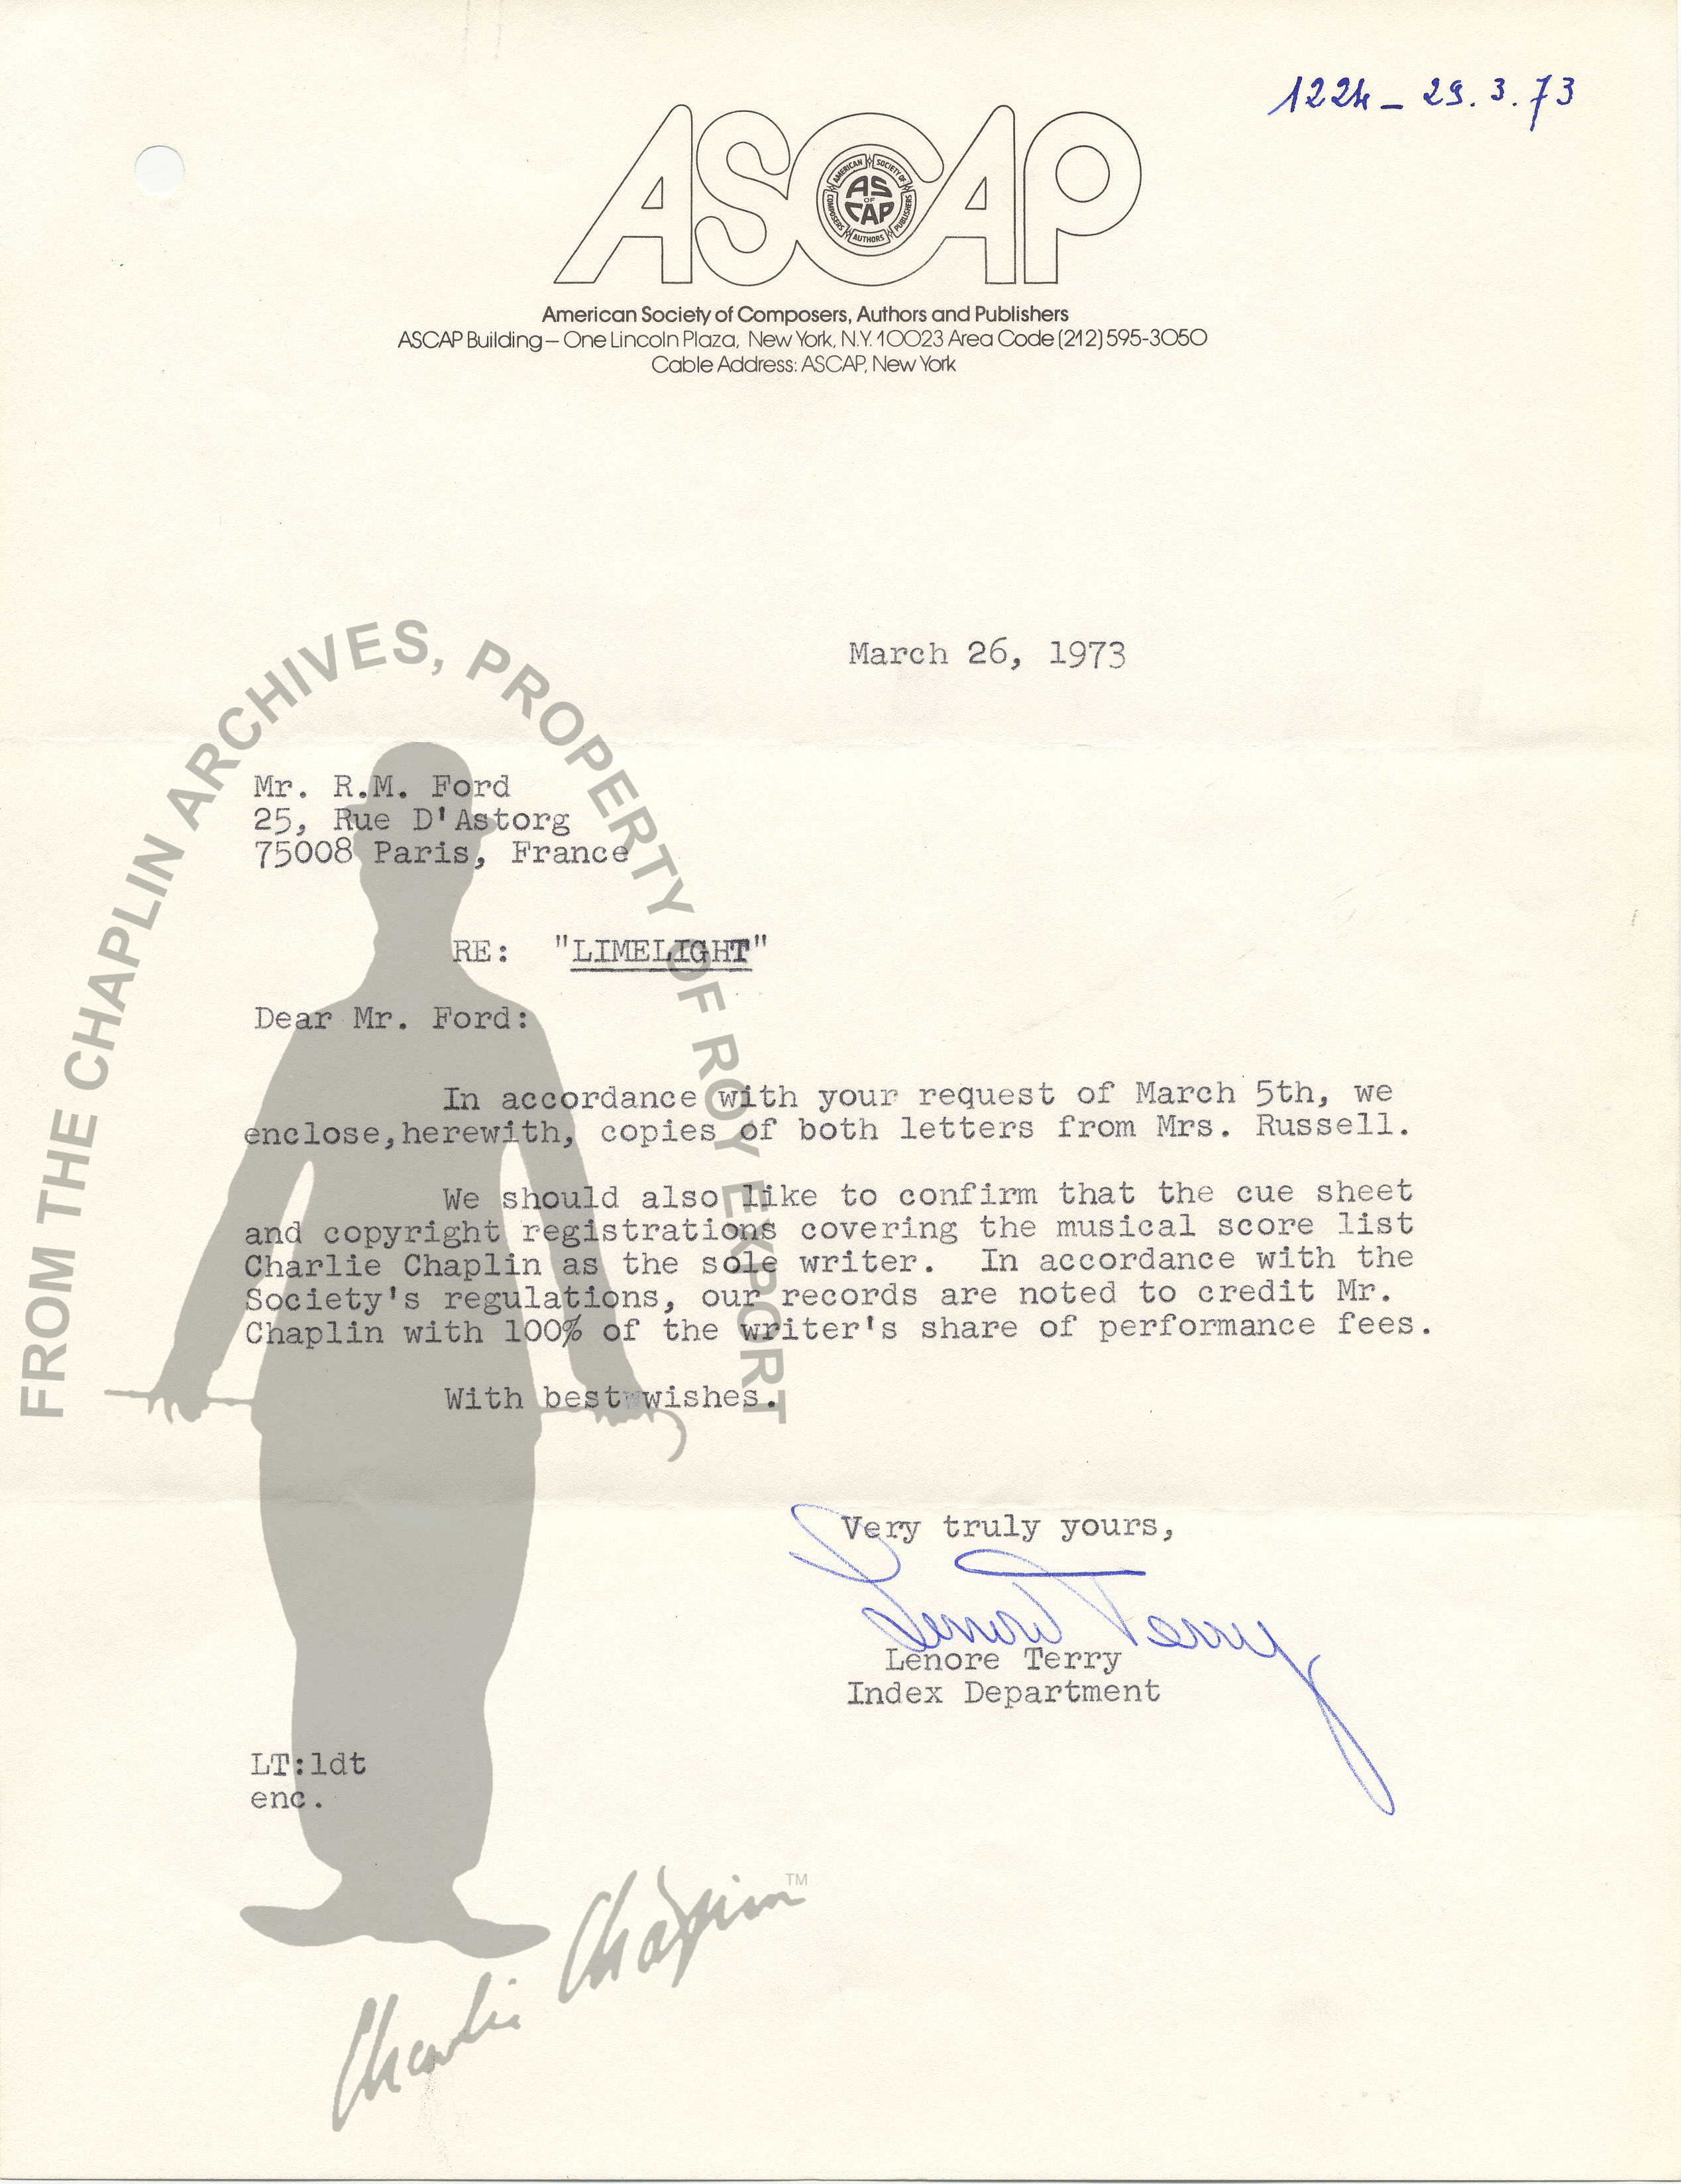 1224 - 29.3.73
ASCAP
AMERICAN SOCIETY OF COMPOSERS AUTHORS PUBLISHERS
AS OF CAP
American Society of Composers, Authors and Publishers
ASCAP Building — One Lincoln Plaza, New York, N.Y. 10023 Area Code (212) 595-3050
Cable Address: ASCAP, New York
March 26, 1973
Mr. R.M. Ford
25, Rue D'Astorg
75008 Paris, France
RE: "LIMELIGHT"
Dear Mr. Ford:
In accordance with your request of March 5th, we
enclose,herewith, copies of both letters from Mrs. Russell.
We should also like to confirm that the cue sheet
and copyright registrations covering the musical score list
Charlie Chaplin as the sole writer. In accordance with the
Society's regulations, our records are noted to credit Mr.
Chaplin with 100% of the writer's share of performance fees.
With best wwishes.
Very truly yours,
Lenore Terry
Lenore Terry
Index Department
LT:ldt
enc.
FROM THE CHAPLIN ARCHIVES, PROPERTY OF ROY EXPORT
Charlie Chaplin TM